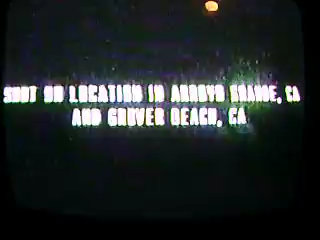 SHOT ON LOCATION IN ARROYO GRANDE, CA
AND GROVER BEACH, CA